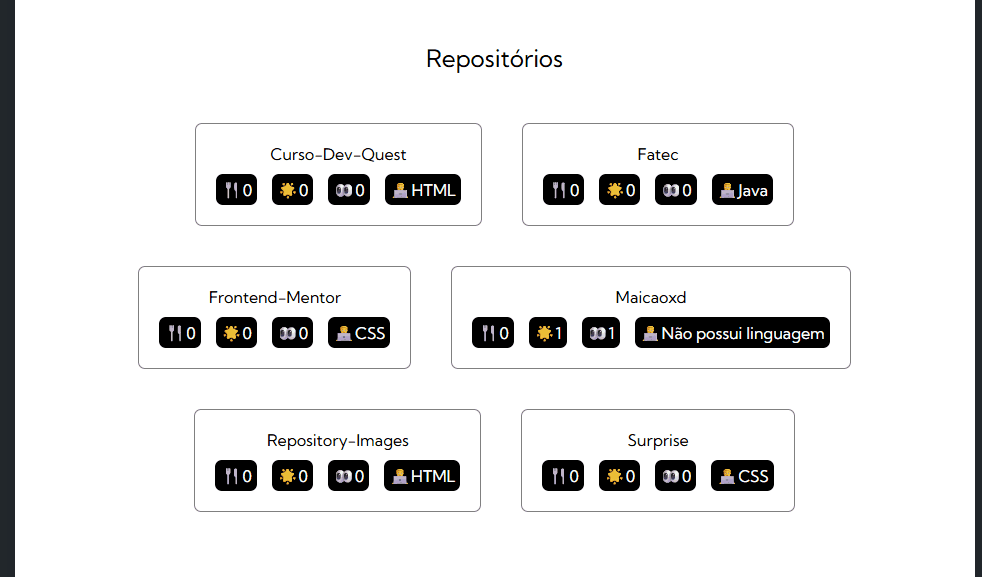 Repositórios
Curso-Dev-Quest
🍴0 🌟0 👀0 👨‍💻HTML
Fatec
🍴0 🌟0 👀0 👨‍💻Java
Frontend-Mentor
🍴0 🌟0 👀0 👨‍💻CSS
Maicaoxd
🍴0 🌟1 👀1 👨‍💻Não possui linguagem
Repository-Images
🍴0 🌟0 👀0 👨‍💻HTML
Surprise
🍴0 🌟0 👀0 👨‍💻CSS